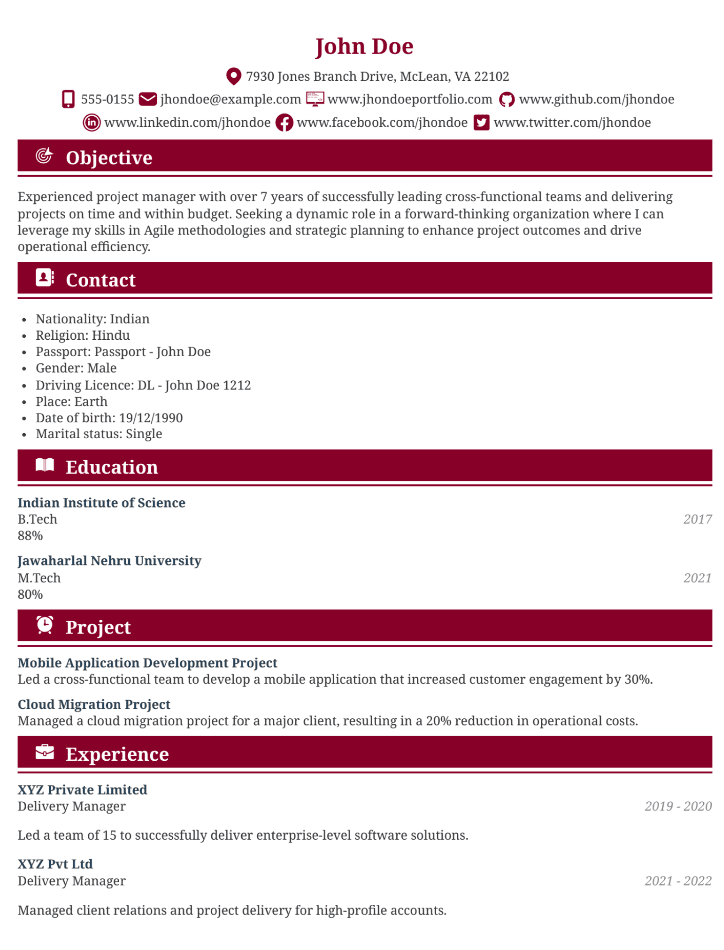 John Doe
7930 Jones Branch Drive, McLean, VA 22102
555-0155 jhondoe@example.com www.jhondoeportfolio.com www.github.com/jhondoe
www.linkedin.com/jhondoe www.facebook.com/jhondoe www.twitter.com/jhondoe
Objective
Experienced project manager with over 7 years of successfully leading cross-functional teams and delivering
projects on time and within budget. Seeking a dynamic role in a forward-thinking organization where I can
leverage my skills in Agile methodologies and strategic planning to enhance project outcomes and drive
operational efficiency.
Contact
• Nationality: Indian
• Religion: Hindu
• Passport: Passport - John Doe
• Gender: Male
• Driving Licence: DL - John Doe 1212
• Place: Earth
• Date of birth: 19/12/1990
• Marital status: Single
Education
Indian Institute of Science
B.Tech 2017
88%
Jawaharlal Nehru University
M.Tech 2021
80%
Project
Mobile Application Development Project
Led a cross-functional team to develop a mobile application that increased customer engagement by 30%.
Cloud Migration Project
Managed a cloud migration project for a major client, resulting in a 20% reduction in operational costs.
Experience
XYZ Private Limited
Delivery Manager 2019 - 2020
Led a team of 15 to successfully deliver enterprise-level software solutions.
XYZ Pvt Ltd
Delivery Manager 2021 - 2022
Managed client relations and project delivery for high-profile accounts.